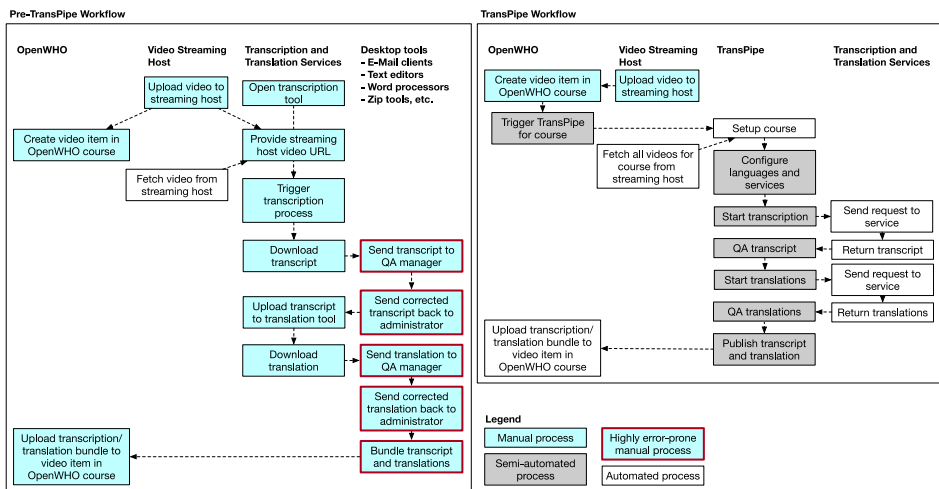 Pre-TransPipe Workflow
OpenWHO
Video Streaming
Host
Transcription and
Translation Services
Desktop tools
- E-Mail clients
- Text editors
- Word processors
- Zip tools, etc.
Upload video to
streaming host
Open transcription
tool
Create video item in
OpenWHO course
Provide streaming
host video URL
Fetch video from
streaming host
Trigger
transcription
process
Download
transcript
Send transcript to
QA manager
Upload transcript
to translation tool
Send corrected
transcript back to
administrator
Download
translation
Send translation to
QA manager
Send corrected
translation back to
administrator
Upload transcription/
translation bundle to
video item in
OpenWHO course
Bundle transcript
and translations
TransPipe Workflow
OpenWHO
Video Streaming
Host
TransPipe
Transcription and
Translation Services
Create video item in
OpenWHO course
Upload video to
streaming host
Trigger TransPipe
for course
Setup course
Fetch all videos for
course from
streaming host
Configure
languages and
services
Start transcription
Send request to
service
QA transcript
Return transcript
Start translations
Send request to
service
QA translations
Return translations
Upload transcription/
translation bundle to
video item in
OpenWHO course
Publish transcript
and translation
Legend
Manual process
Highly error-prone
manual process
Semi-automated
process
Automated process